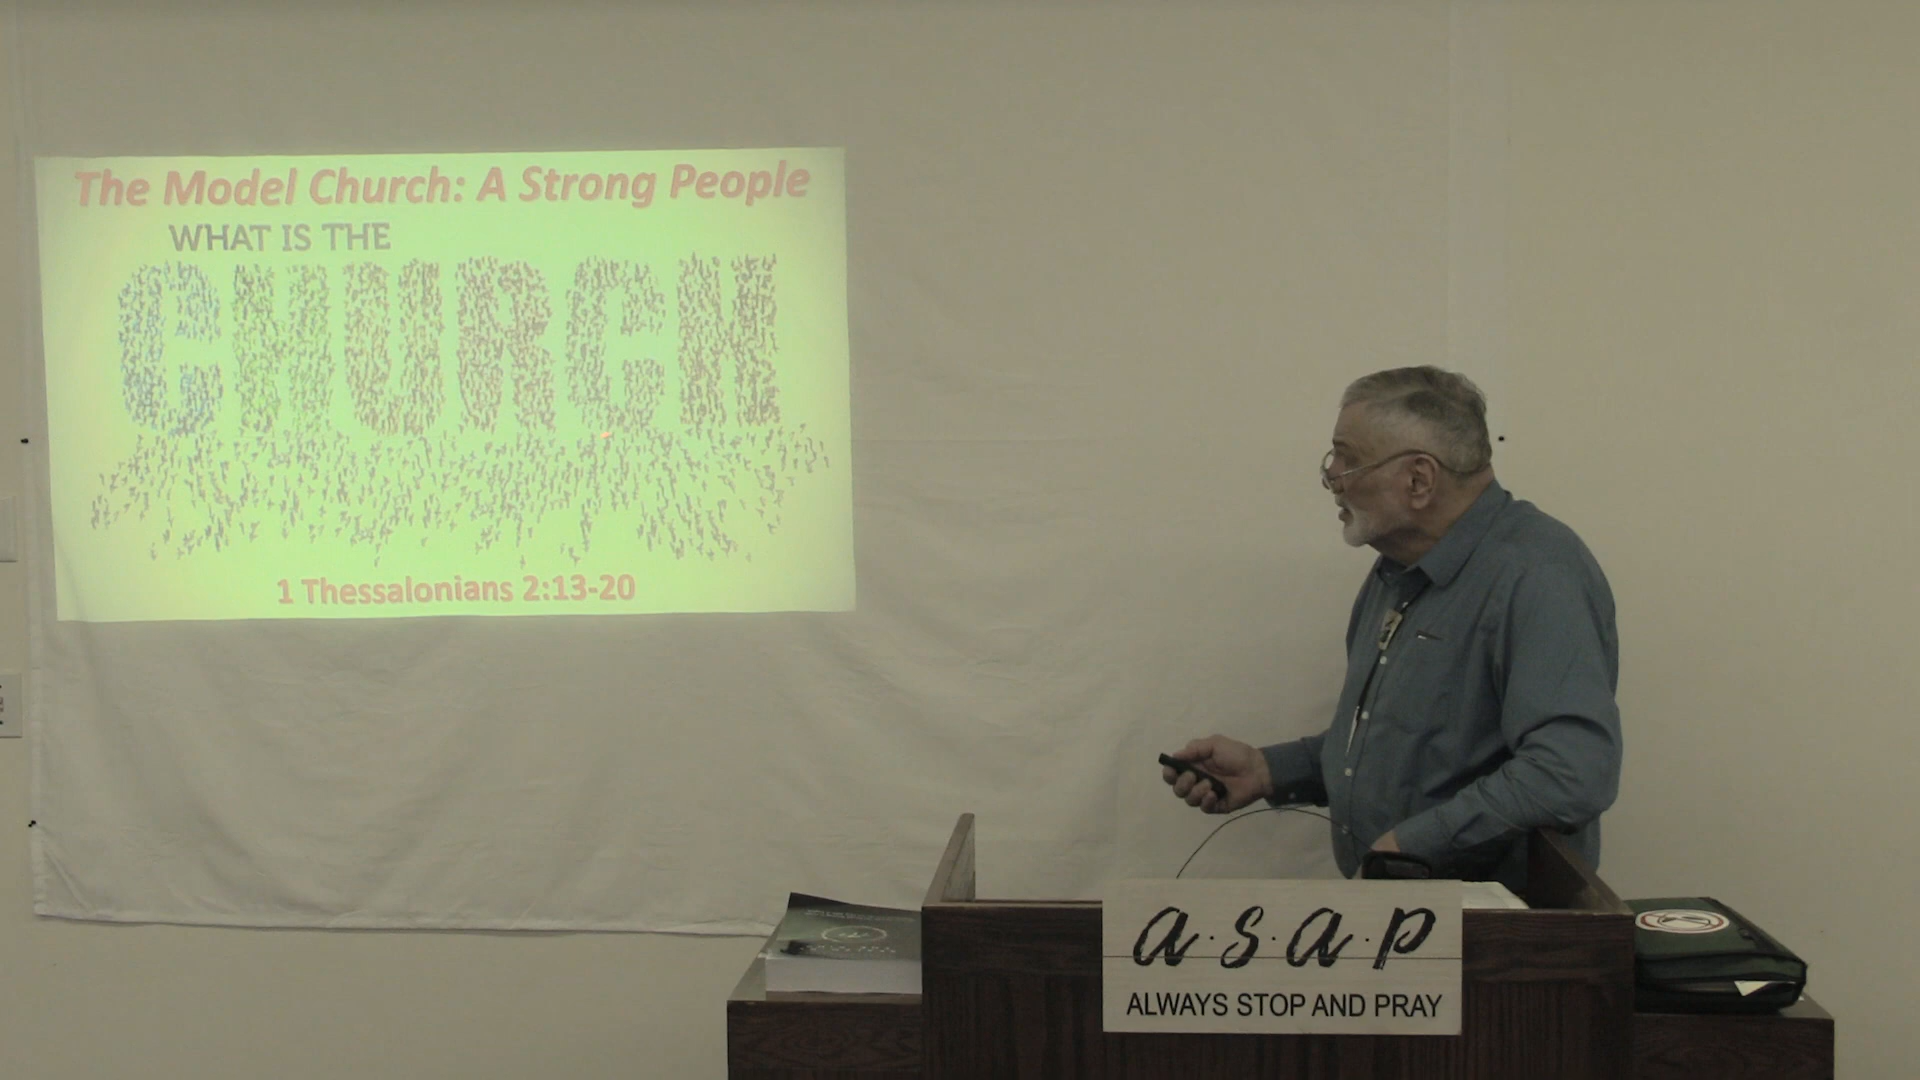 The Model Church: A Strong People
WHAT IS THE
CHURCH
1 Thessalonians 2:13-20
a.s.a.p
ALWAYS STOP AND PRAY